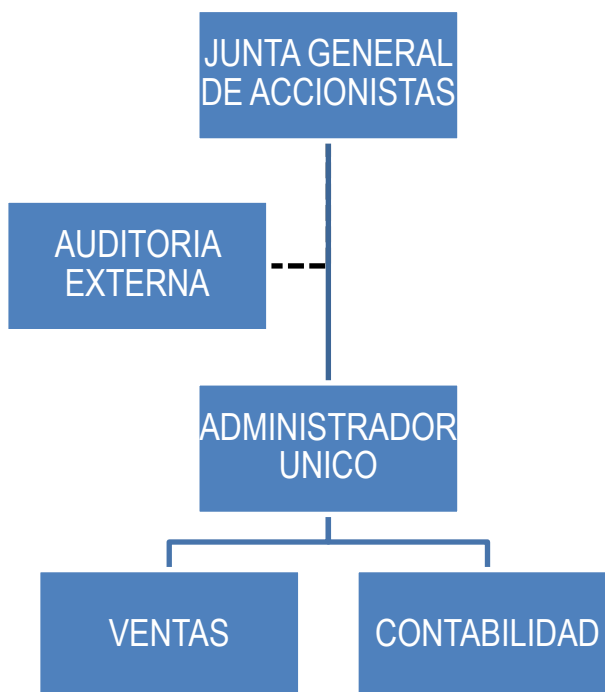 JUNTA GENERAL
DE ACCIONISTAS
AUDITORIA
EXTERNA
ADMINISTRADOR
UNICO
VENTAS
CONTABILIDAD